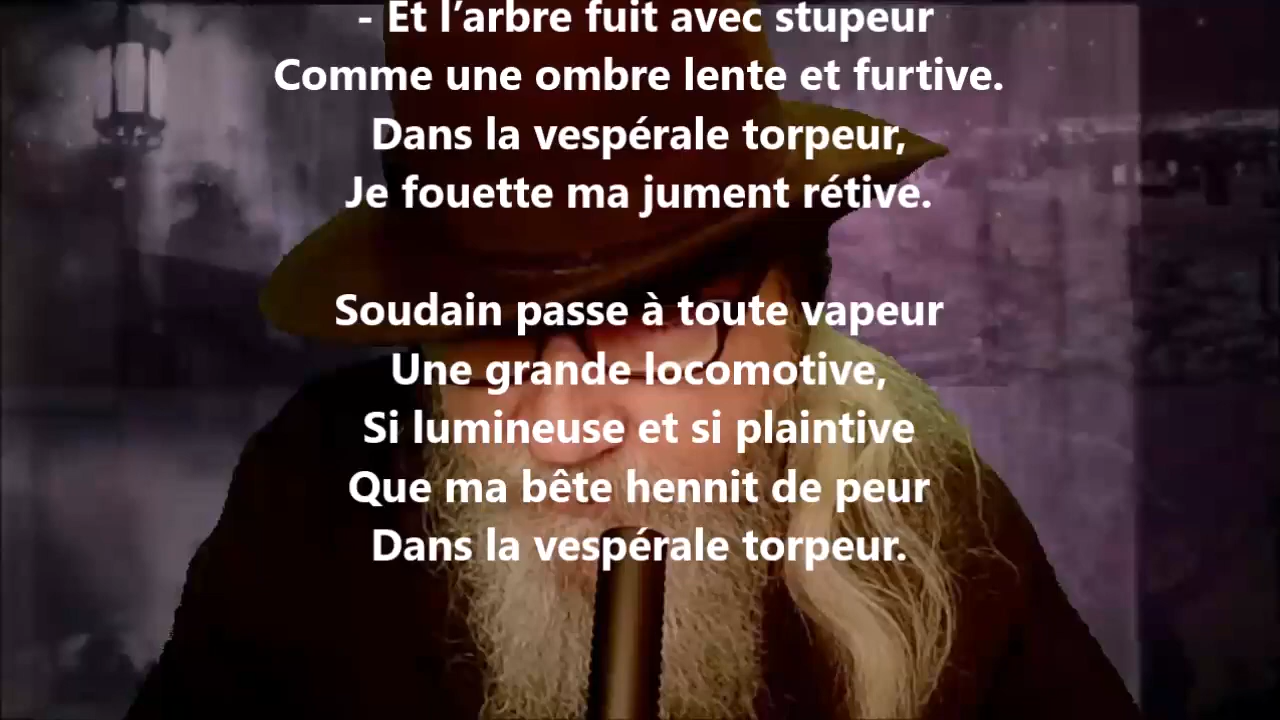 - Et l’arbre fuit avec stupeur
Comme une ombre lente et furtive.
Dans la vespérale torpeur,
Je fouette ma jument rétive.
Soudain passe à toute vapeur
Une grande locomotive,
Si lumineuse et si plaintive
Que ma bête hennit de peur
Dans la vespérale torpeur.